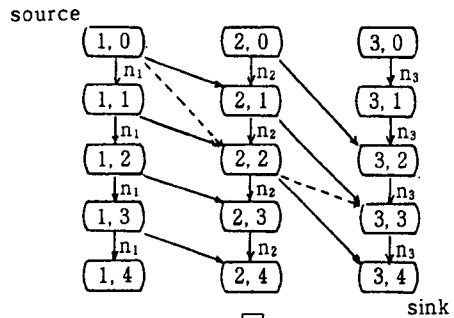 source
1, 0 2, 0 3, 0
n₁ n₂ n₃
1, 1 2, 1 3, 1
n₁ n₂ n₃
1, 2 2, 2 3, 2
n₁ n₂ n₃
1, 3 2, 3 3, 3
n₁ n₂ n₃
1, 4 2, 4 3, 4
sink